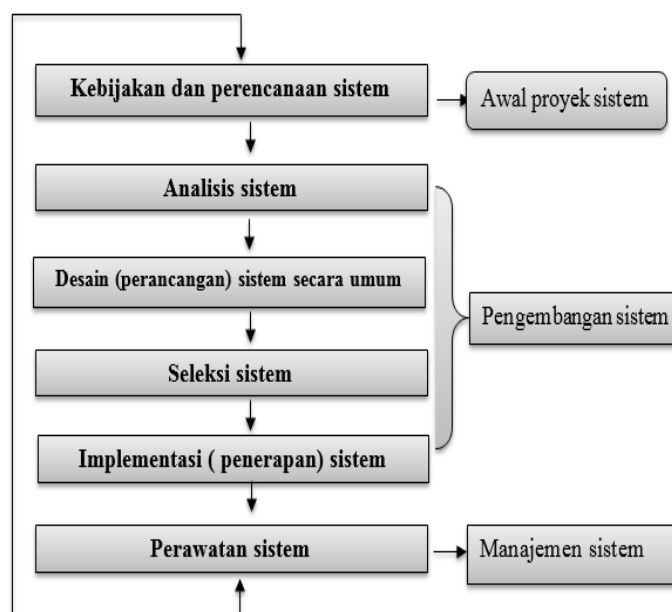 Kebijakan dan perencanaan sistem
Awal proyek sistem
Analisis sistem
Desain (perancangan) sistem secara umum
Pengembangan sistem
Seleksi sistem
Implementasi ( penerapan) sistem
Perawatan sistem
Manajemen sistem